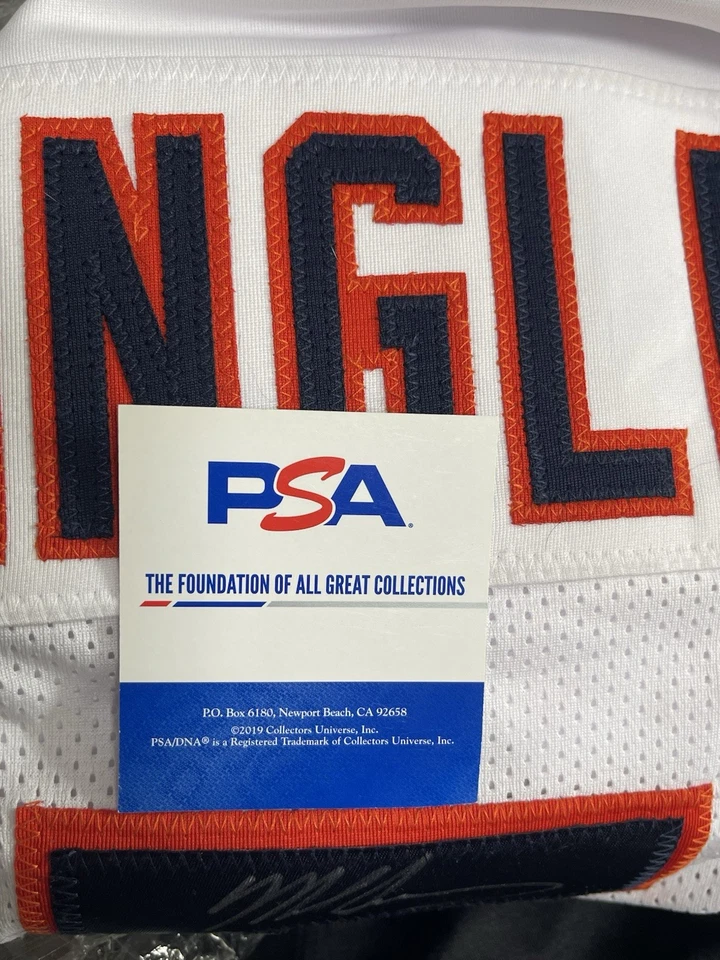 NGL
PSA®
THE FOUNDATION OF ALL GREAT COLLECTIONS
P.O. Box 6180, Newport Beach, CA 92658
©2019 Collectors Universe, Inc.
PSA/DNA® is a Registered Trademark of Collectors Universe, Inc.